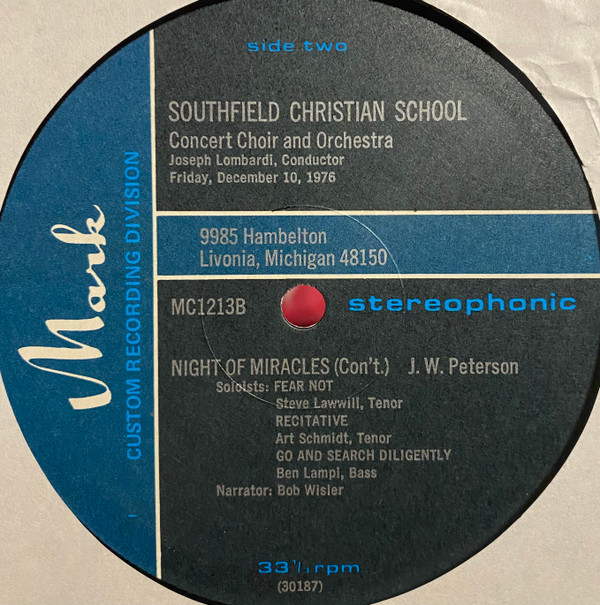 side two
SOUTHFIELD CHRISTIAN SCHOOL
Concert Choir and Orchestra
Joseph Lombardi, Conductor
Friday, December 10, 1976
Mark
CUSTOM RECORDING DIVISION
9985 Hambelton
Livonia, Michigan 48150
MC1213B
stereophonic
NIGHT OF MIRACLES (Con't.) J. W. Peterson
Soloists: FEAR NOT
Steve Lawwill, Tenor
RECITATIVE
Art Schmidt, Tenor
GO AND SEARCH DILIGENTLY
Ben Lampi, Bass
Narrator: Bob Wisler
33⅓ rpm
(30187)